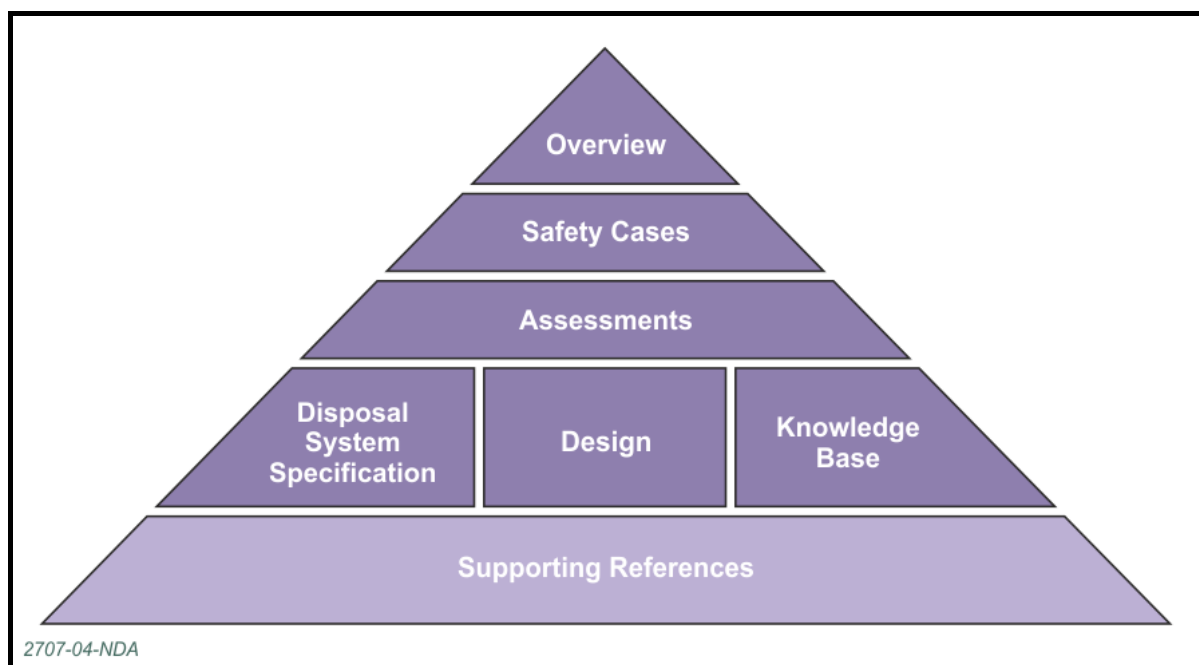 Overview
Safety Cases
Assessments
Disposal
System
Specification
Design
Knowledge
Base
Supporting References
2707-04-NDA